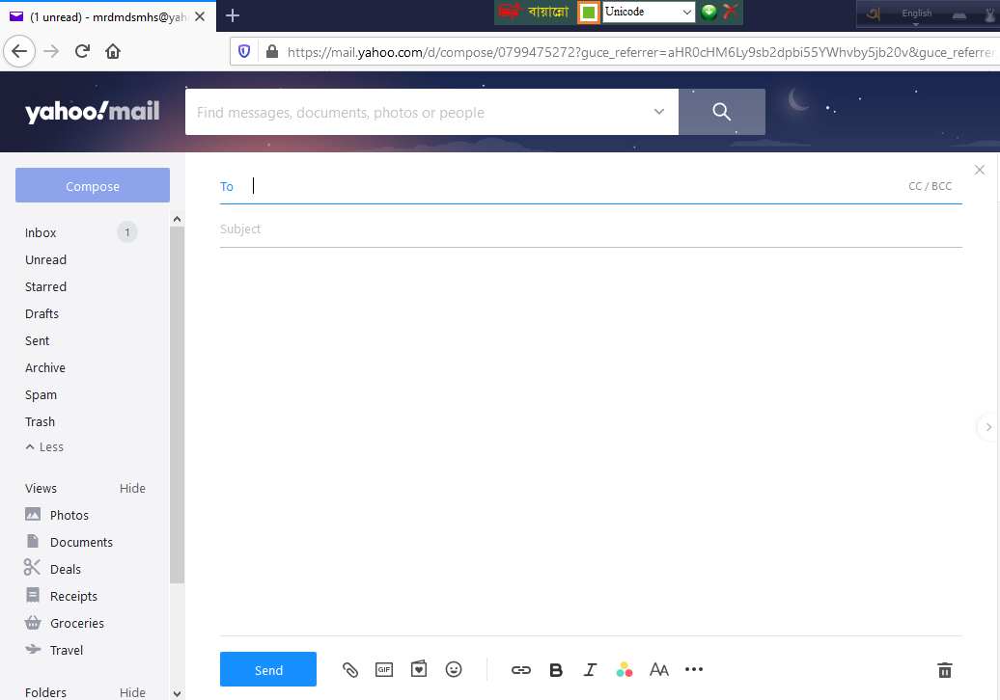 (1 unread) - mrdmdsmhs@yah
বায়ান্নো
Unicode
English
https://mail.yahoo.com/d/compose/0799475272?guce_referrer=aHR0cHM6Ly9sb2dpbi55YWhvby5jb20v&guce_referrer
yahoo!mail
Find messages, documents, photos or people
Compose
To
CC / BCC
Subject
Inbox 1
Unread
Starred
Drafts
Sent
Archive
Spam
Trash
Less
Views Hide
Photos
Documents
Deals
Receipts
Groceries
Travel
Folders Hide
Send
GIF
B
I
AA